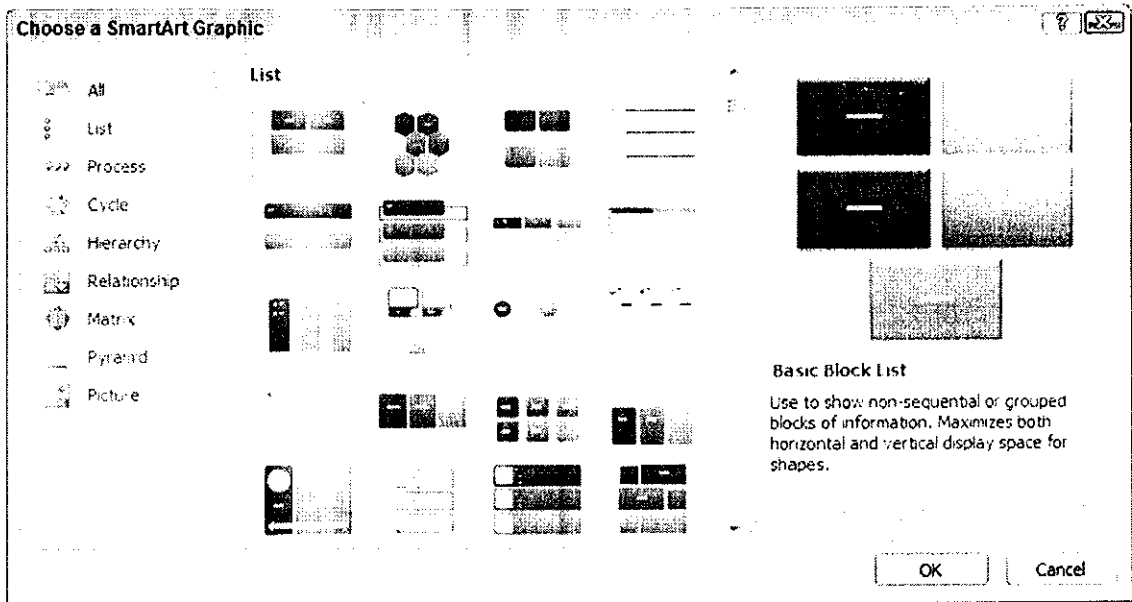 Choose a SmartArt Graphic
All
List
Process
Cycle
Hierarchy
Relationship
Matrix
Pyramid
Picture
List
Basic Block List
Use to show non-sequential or grouped
blocks of information. Maximizes both
horizontal and vertical display space for
shapes.
OK
Cancel